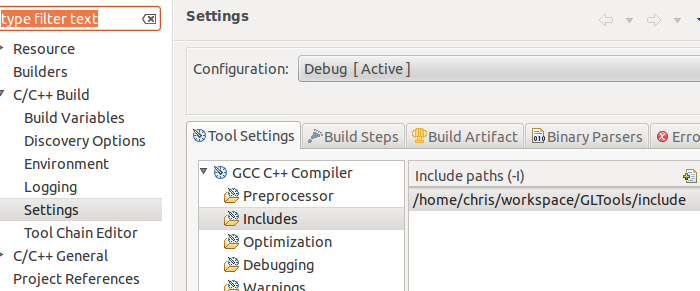 type filter text
Resource
Builders
C/C++ Build
Build Variables
Discovery Options
Environment
Logging
Settings
Tool Chain Editor
C/C++ General
Project References
Settings
Configuration: Debug [ Active ]
Tool Settings Build Steps Build Artifact Binary Parsers Erro
GCC C++ Compiler
Preprocessor
Includes
Optimization
Debugging
Warnings
Include paths (-I)
/home/chris/workspace/GLTools/include